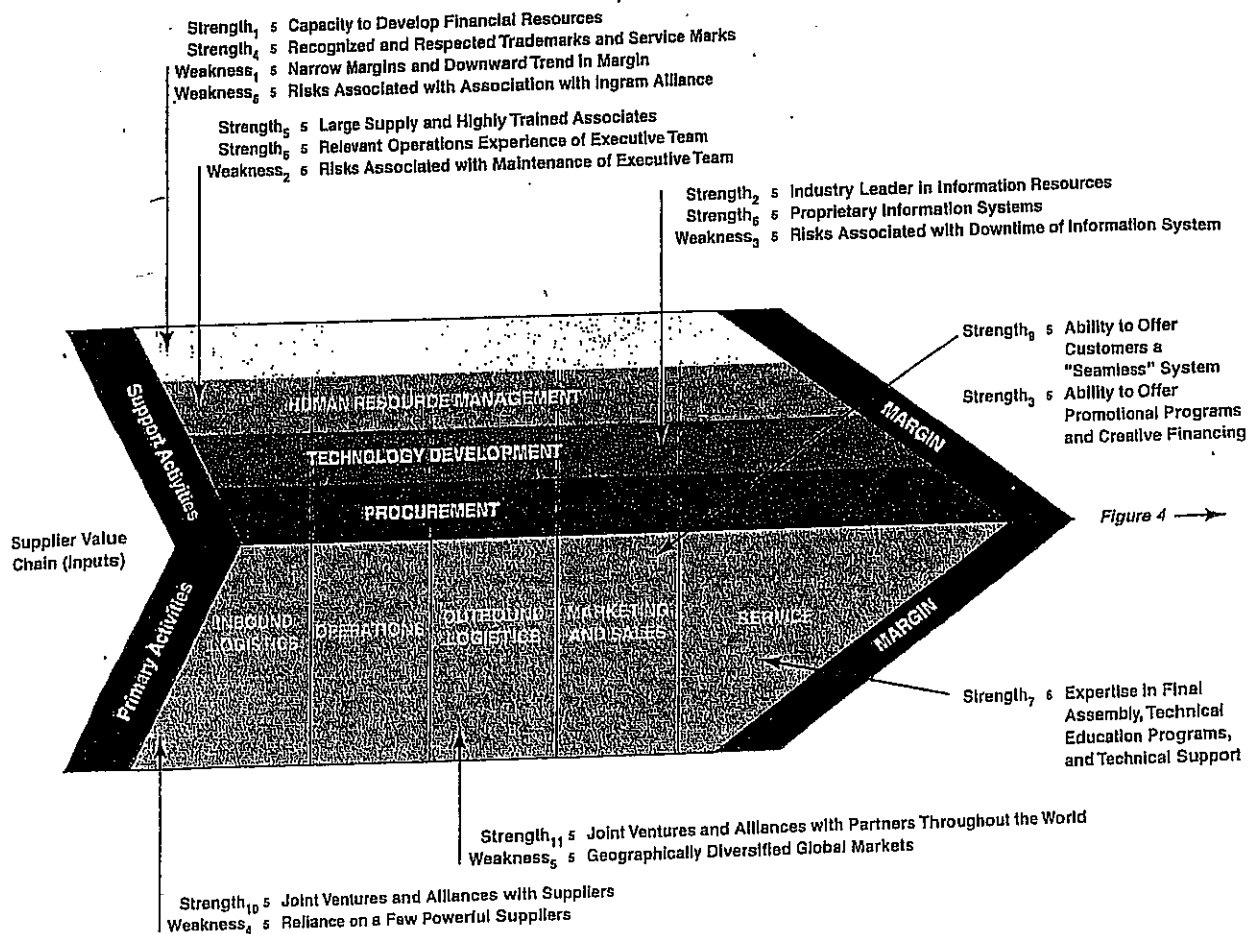 Strength₁ 5 Capacity to Develop Financial Resources
Strength₄ 5 Recognized and Respected Trademarks and Service Marks
Weakness₁ 5 Narrow Margins and Downward Trend in Margin
Weakness₆ 5 Risks Associated with Association with Ingram Alliance
Strength₅ 5 Large Supply and Highly Trained Associates
Strength₆ 5 Relevant Operations Experience of Executive Team
Weakness₂ 5 Risks Associated with Maintenance of Executive Team
Strength₂ 5 Industry Leader in Information Resources
Strength₆ 5 Proprietary Information Systems
Weakness₃ 5 Risks Associated with Downtime of Information System
Strength₉ 5 Ability to Offer
Customers a
"Seamless" System
Strength₃ 5 Ability to Offer
Promotional Programs
and Creative Financing
Support Activities
HUMAN RESOURCE MANAGEMENT
TECHNOLOGY DEVELOPMENT
PROCUREMENT
MARGIN
Figure 4
Supplier Value
Chain (Inputs)
Primary Activities
INBOUND
LOGISTICS
OPERATIONS
OUTBOUND
LOGISTICS
MARKETING
AND SALES
SERVICE
MARGIN
Strength₇ 6 Expertise in Final
Assembly, Technical
Education Programs,
and Technical Support
Strength₁₁ 5 Joint Ventures and Alliances with Partners Throughout the World
Weakness₅ 5 Geographically Diversified Global Markets
Strength₁₀ 5 Joint Ventures and Alliances with Suppliers
Weakness₄ 5 Reliance on a Few Powerful Suppliers